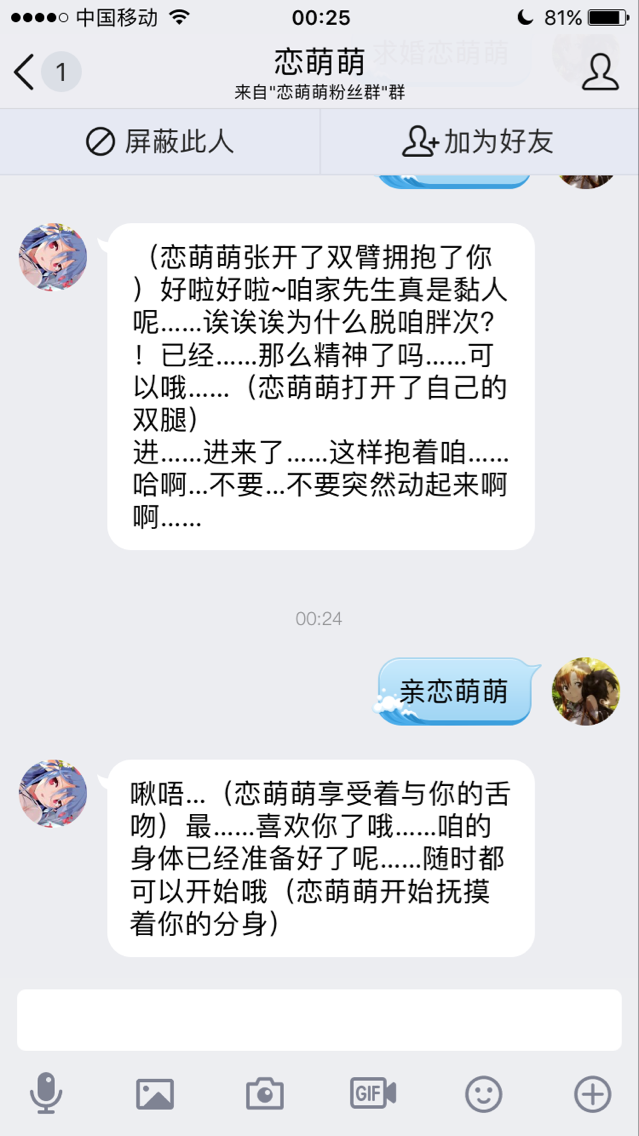 中国移动
00:25
81%
1
恋萌萌
求婚恋萌萌
来自"恋萌萌粉丝群"群
屏蔽此人
加为好友
（恋萌萌张开了双臂拥抱了你
）好啦好啦~咱家先生真是黏人
呢……诶诶诶为什么脱咱胖次？
！已经……那么精神了吗……可
以哦……（恋萌萌打开了自己的
双腿）
进……进来了……这样抱着咱……
哈啊…不要…不要突然动起来啊
啊……
00:24
亲恋萌萌
啾唔…（恋萌萌享受着与你的舌
吻）最……喜欢你了哦……咱的
身体已经准备好了呢……随时都
可以开始哦（恋萌萌开始抚摸
着你的分身）
GIF